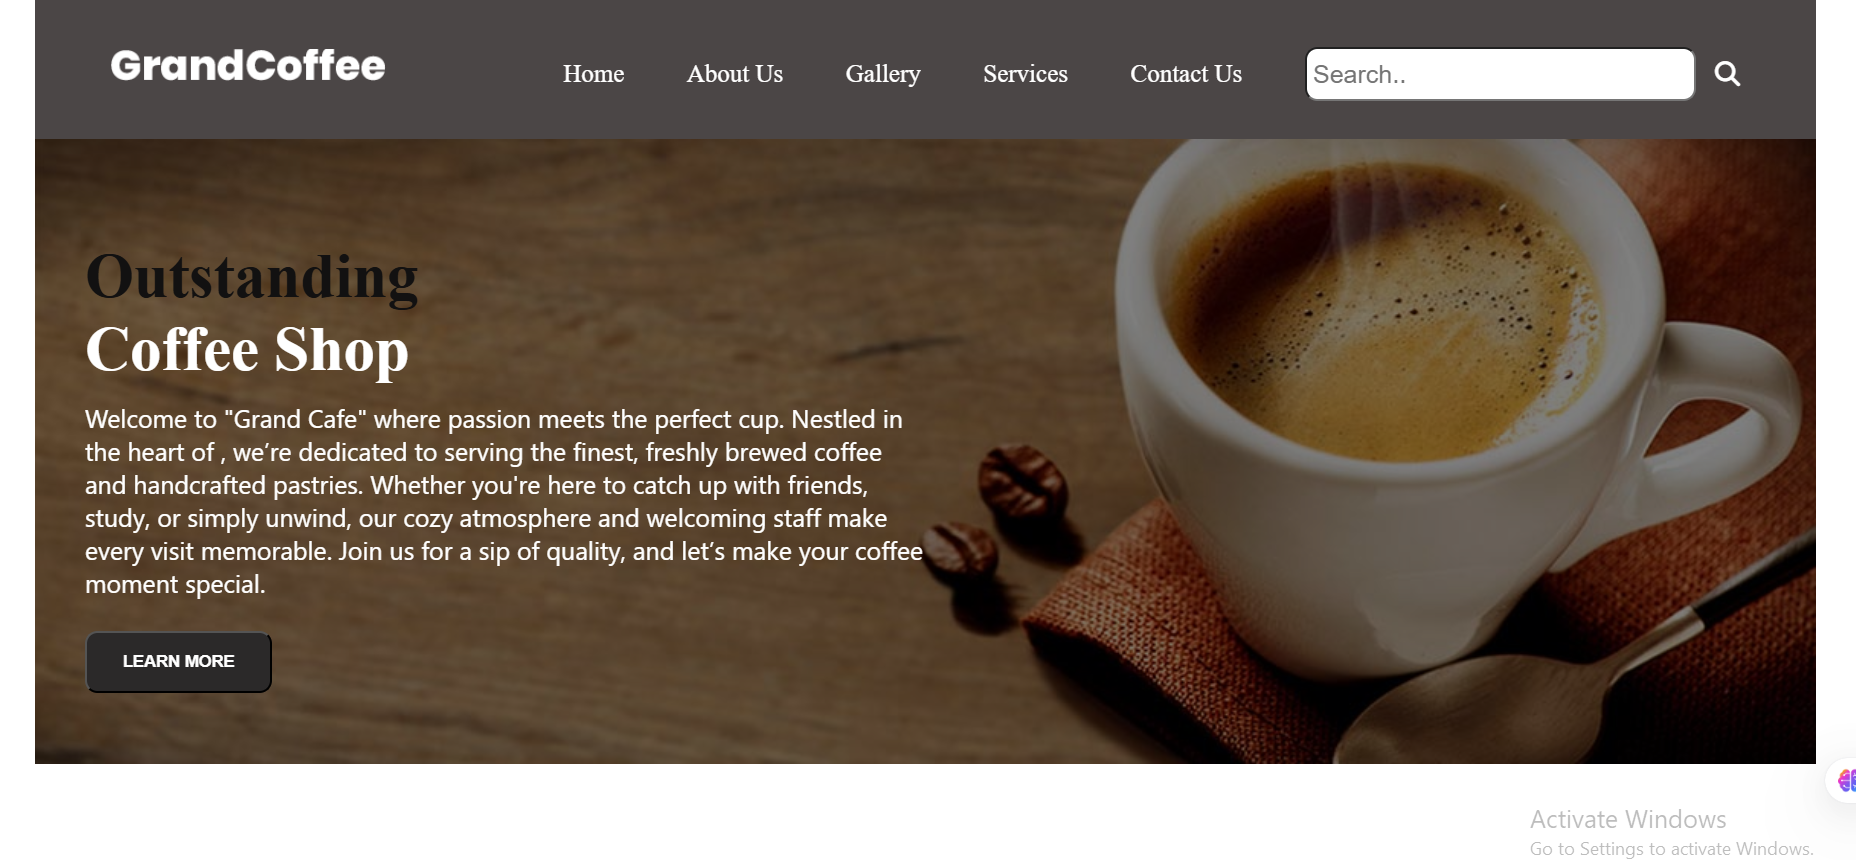 GrandCoffee
Home About Us Gallery Services Contact Us Search..
Outstanding
Coffee Shop
Welcome to "Grand Cafe" where passion meets the perfect cup. Nestled in
the heart of , we’re dedicated to serving the finest, freshly brewed coffee
and handcrafted pastries. Whether you're here to catch up with friends,
study, or simply unwind, our cozy atmosphere and welcoming staff make
every visit memorable. Join us for a sip of quality, and let’s make your coffee
moment special.
LEARN MORE
Activate Windows
Go to Settings to activate Windows.